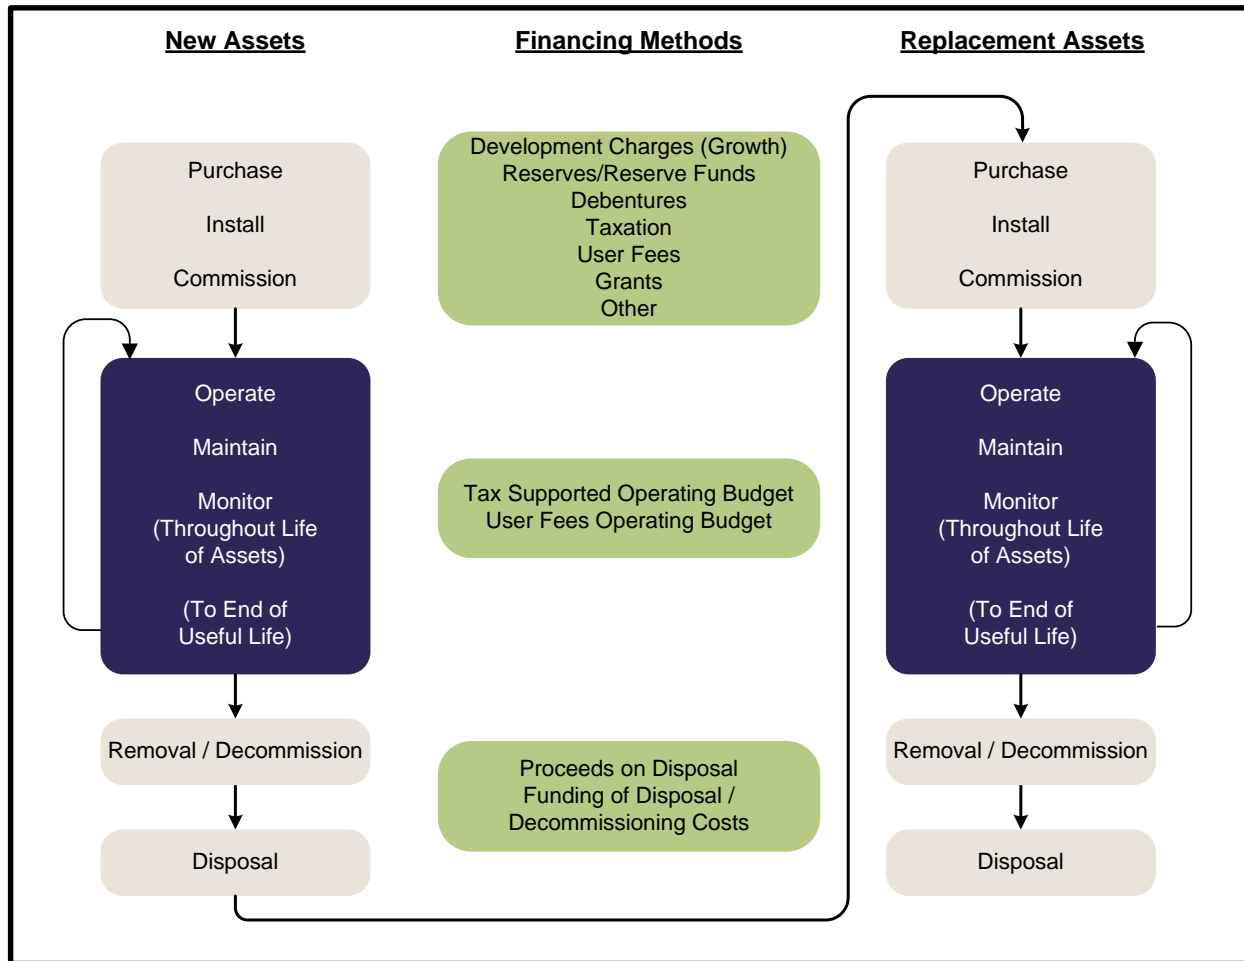 New Assets
Financing Methods
Replacement Assets
Purchase
Install
Commission
Operate
Maintain
Monitor
(Throughout Life
of Assets)
(To End of
Useful Life)
Removal / Decommission
Disposal
Development Charges (Growth)
Reserves/Reserve Funds
Debentures
Taxation
User Fees
Grants
Other
Tax Supported Operating Budget
User Fees Operating Budget
Proceeds on Disposal
Funding of Disposal /
Decommissioning Costs
Purchase
Install
Commission
Operate
Maintain
Monitor
(Throughout Life
of Assets)
(To End of
Useful Life)
Removal / Decommission
Disposal